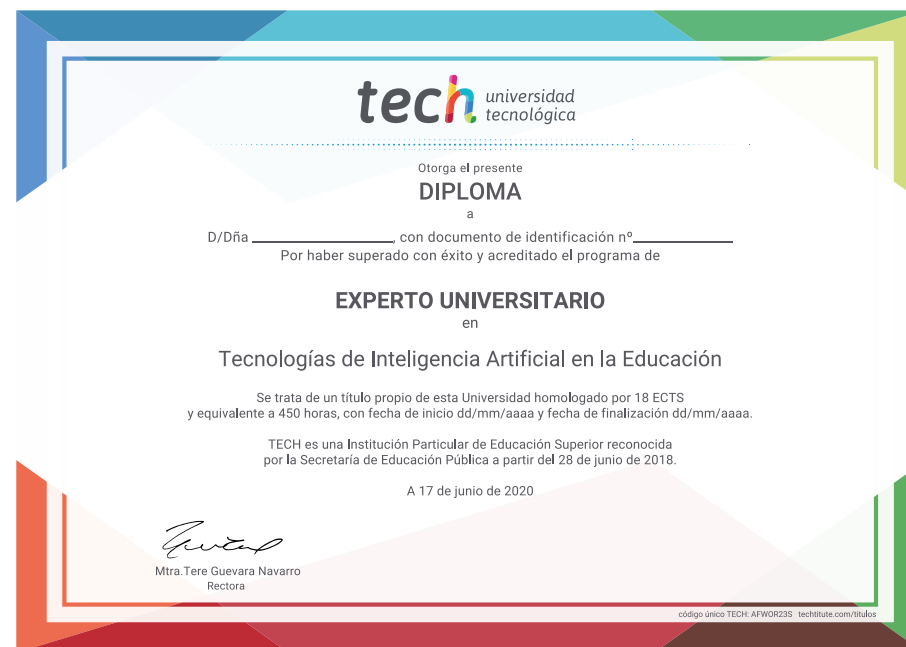 tech universidad
tecnológica
Otorga el presente
DIPLOMA
a
D/Dña ____________________, con documento de identificación nº______________
Por haber superado con éxito y acreditado el programa de
EXPERTO UNIVERSITARIO
en
Tecnologías de Inteligencia Artificial en la Educación
Se trata de un título propio de esta Universidad homologado por 18 ECTS
y equivalente a 450 horas, con fecha de inicio dd/mm/aaaa y fecha de finalización dd/mm/aaaa.
TECH es una Institución Particular de Educación Superior reconocida
por la Secretaría de Educación Pública a partir del 28 de junio de 2018.
A 17 de junio de 2020
Mtra.Tere Guevara Navarro
Rectora
código único TECH: AFWOR23S techtitute.com/titulos